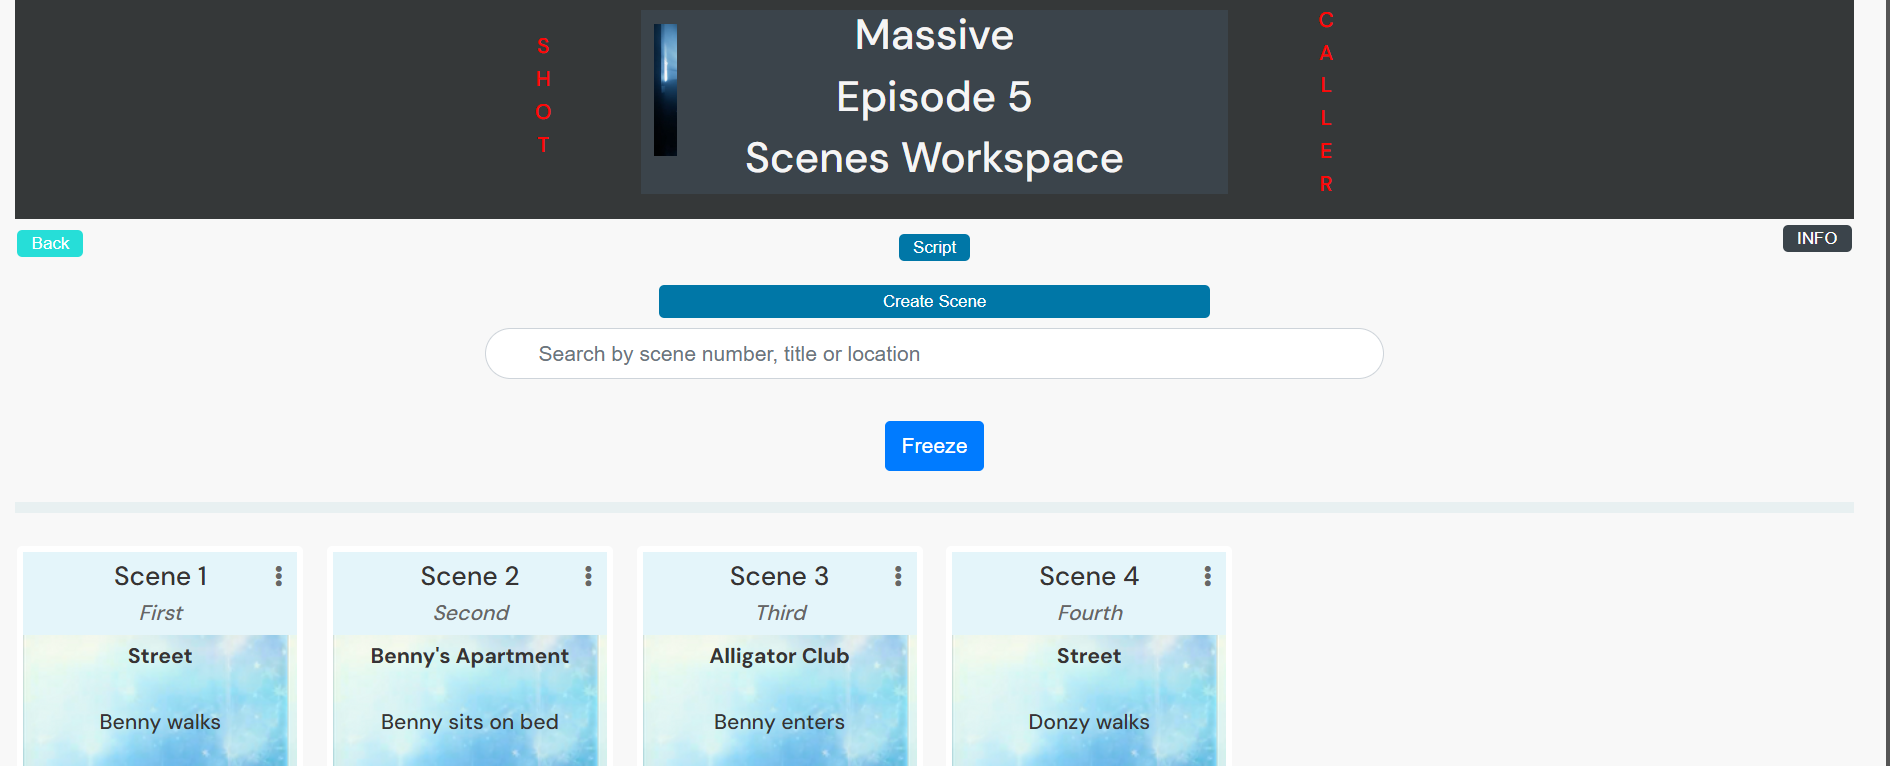 SHOT
Massive
Episode 5
Scenes Workspace
CALLER
Back
Script
INFO
Create Scene
Search by scene number, title or location
Freeze
Scene 1
First
Street
Benny walks
Scene 2
Second
Benny's Apartment
Benny sits on bed
Scene 3
Third
Alligator Club
Benny enters
Scene 4
Fourth
Street
Donzy walks